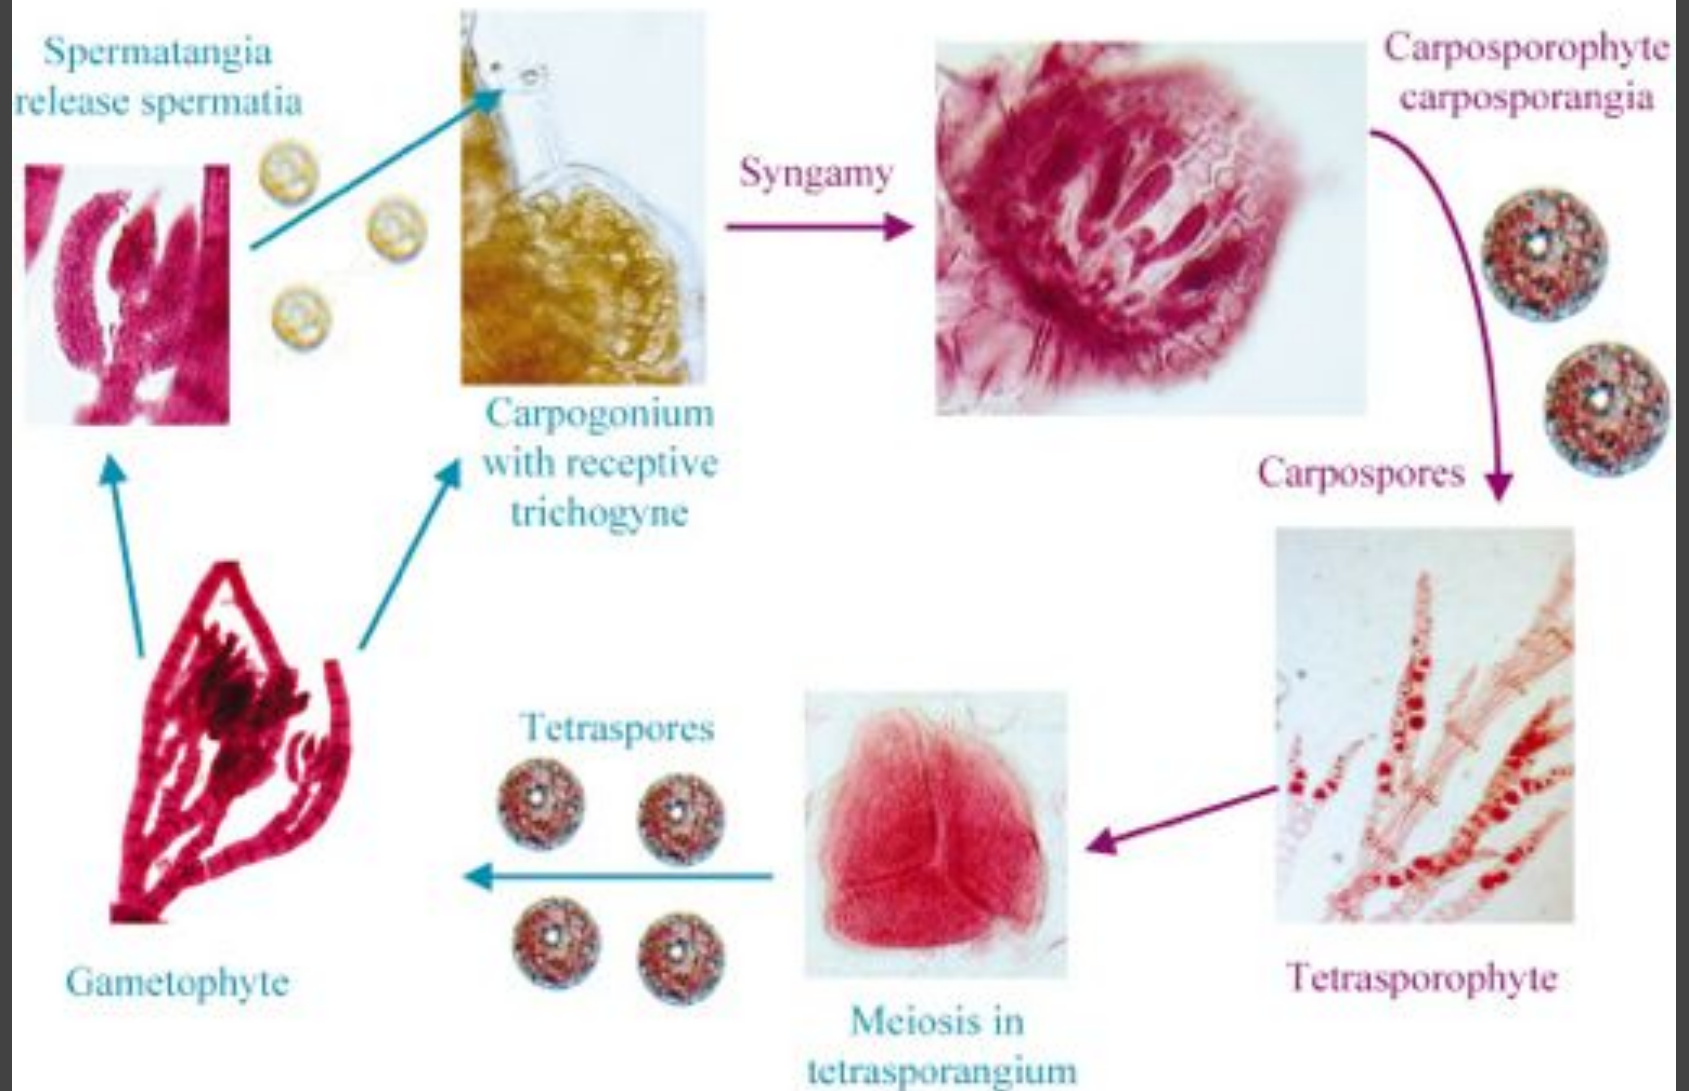 Spermatangia
release spermatia
Carposporophyte
carposporangia
Syngamy
Carpogonium
with receptive
trichogyne
Carpospores
Tetraspores
Gametophyte
Meiosis in
tetrasporangium
Tetrasporophyte